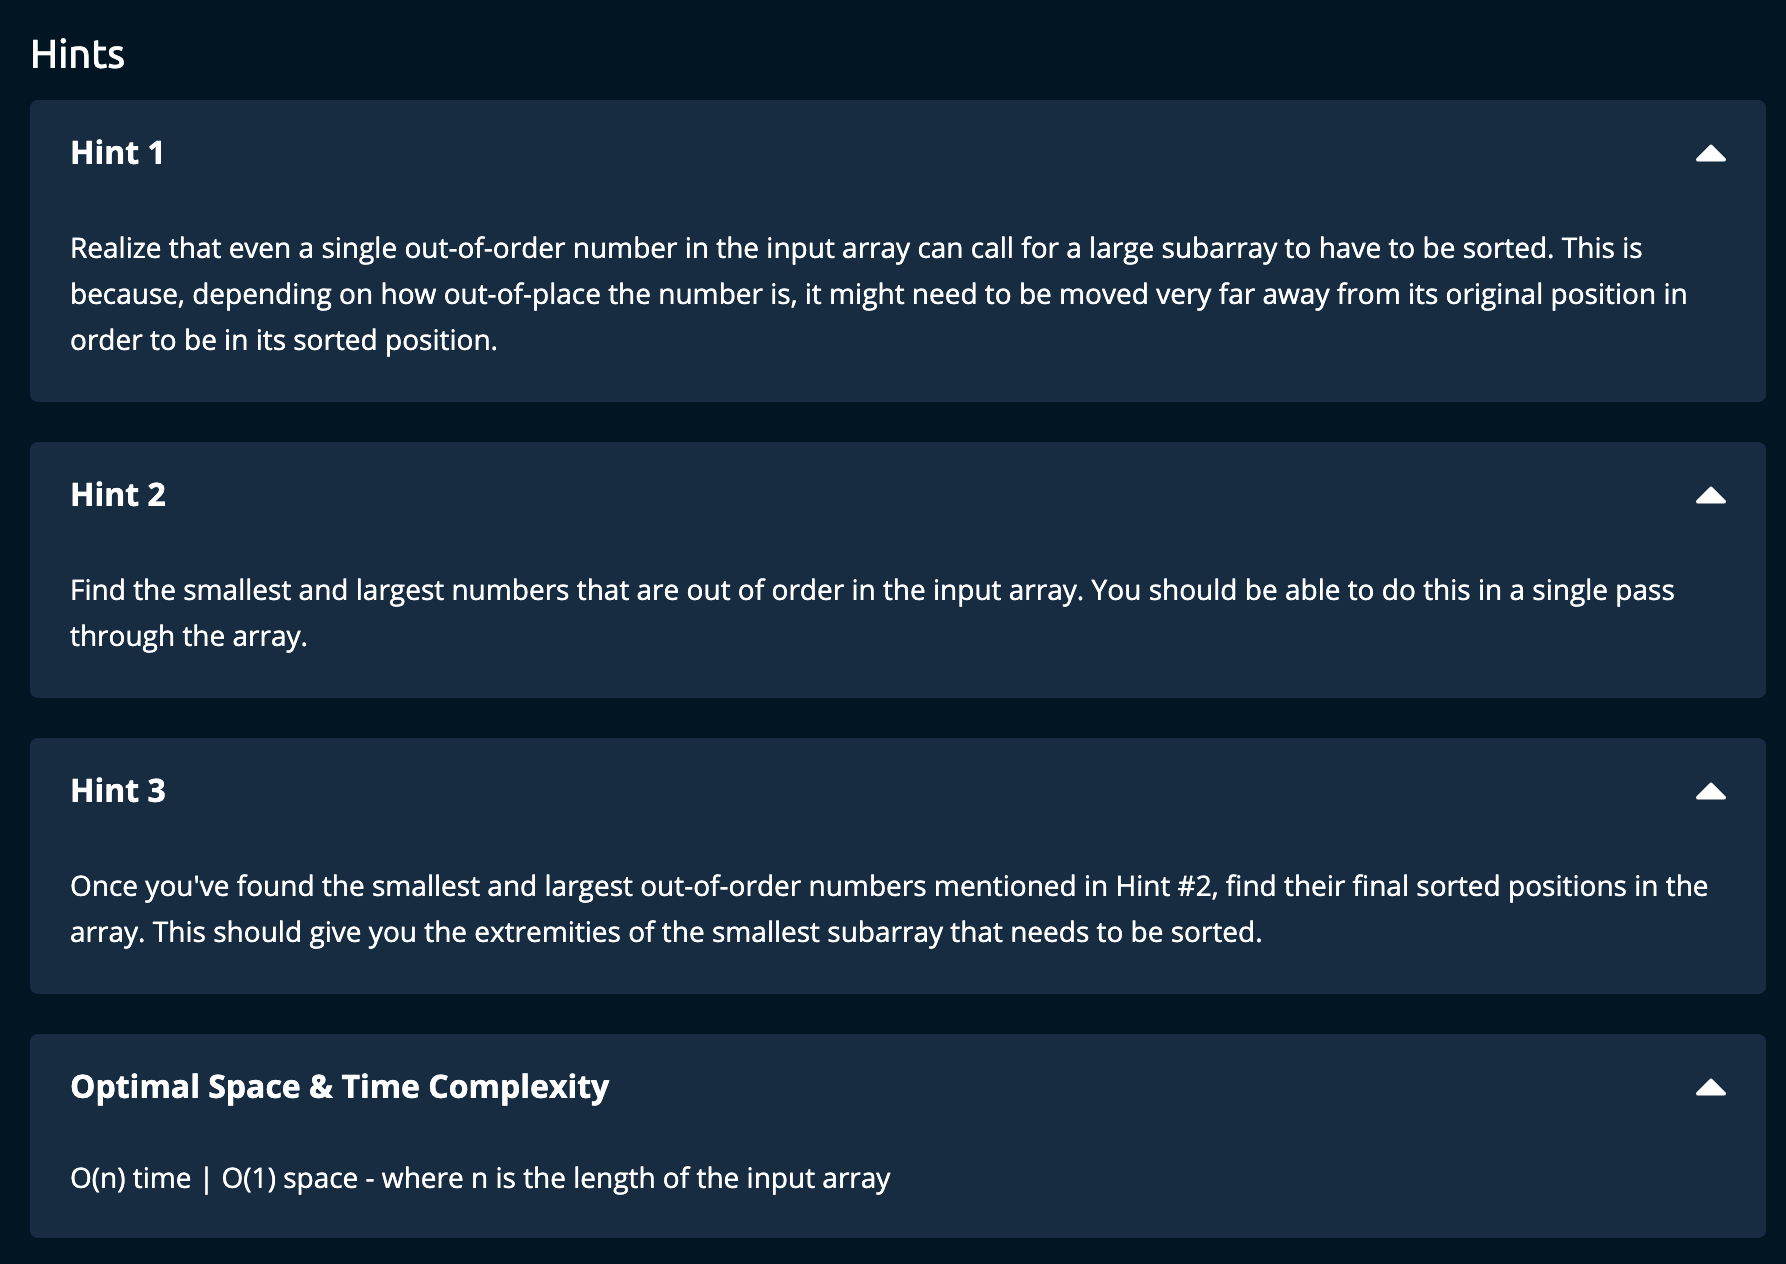 Hints
Hint 1
Realize that even a single out-of-order number in the input array can call for a large subarray to have to be sorted. This is
because, depending on how out-of-place the number is, it might need to be moved very far away from its original position in
order to be in its sorted position.
Hint 2
Find the smallest and largest numbers that are out of order in the input array. You should be able to do this in a single pass
through the array.
Hint 3
Once you've found the smallest and largest out-of-order numbers mentioned in Hint #2, find their final sorted positions in the
array. This should give you the extremities of the smallest subarray that needs to be sorted.
Optimal Space & Time Complexity
O(n) time | O(1) space - where n is the length of the input array